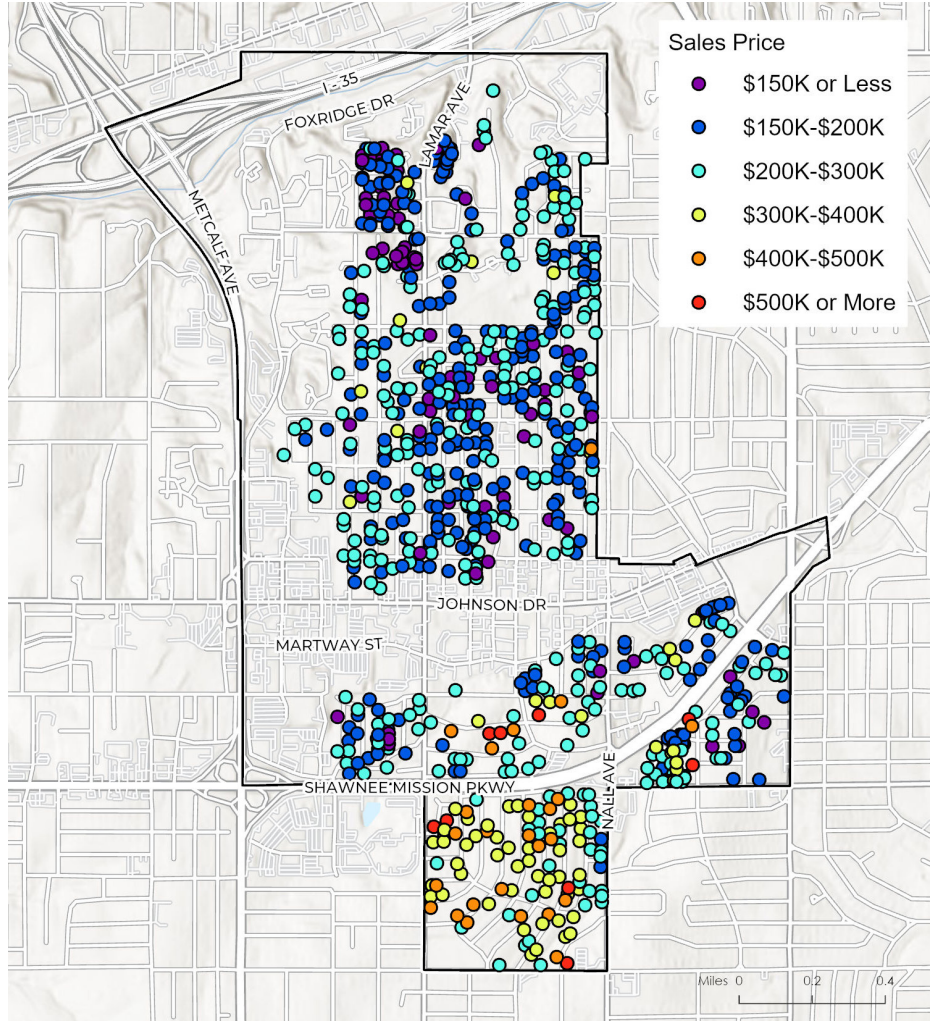 Sales Price
$150K or Less
$150K-$200K
$200K-$300K
$300K-$400K
$400K-$500K
$500K or More
I - 35
FOXRIDGE DR
LAMAR AVE
METCALF AVE
JOHNSON DR
MARTWAY ST
SHAWNEE MISSION PKWY
NALL AVE
Miles 0 0.2 0.4